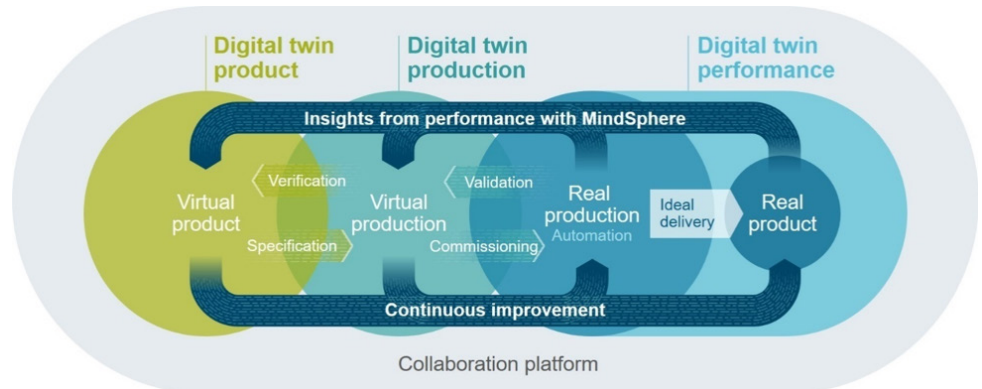 Digital twin
product
Digital twin
production
Digital twin
performance
Insights from performance with MindSphere
Verification
Validation
Virtual
product
Virtual
production
Real
production
Automation
Ideal
delivery
Real
product
Specification
Commissioning
Continuous improvement
Collaboration platform